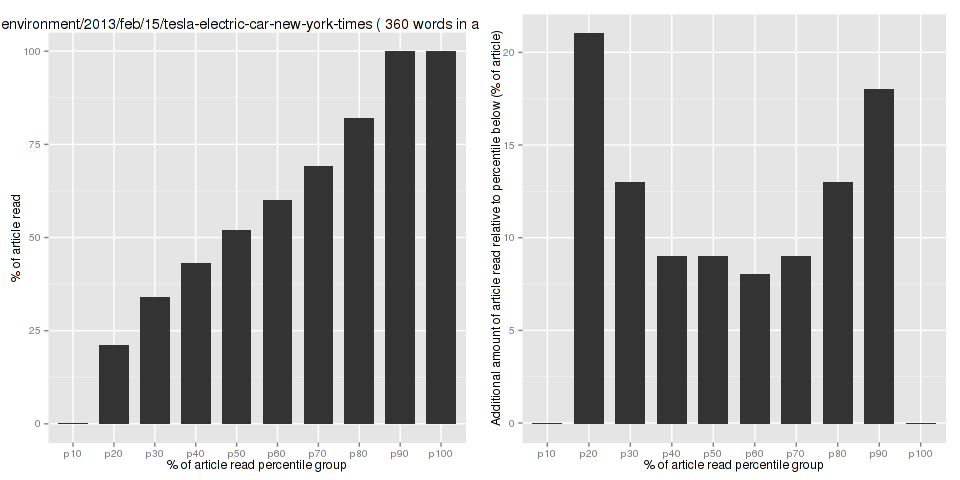 environment/2013/feb/15/tesla-electric-car-new-york-times ( 360 words in a
% of article read
100
75
50
25
0
p10 p20 p30 p40 p50 p60 p70 p80 p90 p100
% of article read percentile group
Additional amount of article read relative to percentile below (% of article)
20
15
10
5
0
p10 p20 p30 p40 p50 p60 p70 p80 p90 p100
% of article read percentile group